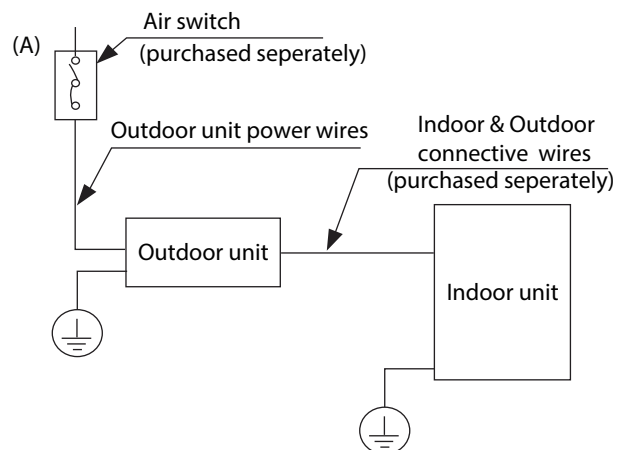 (A)
Air switch
(purchased seperately)
Outdoor unit power wires
Indoor & Outdoor
connective wires
(purchased seperately)
Outdoor unit
Indoor unit